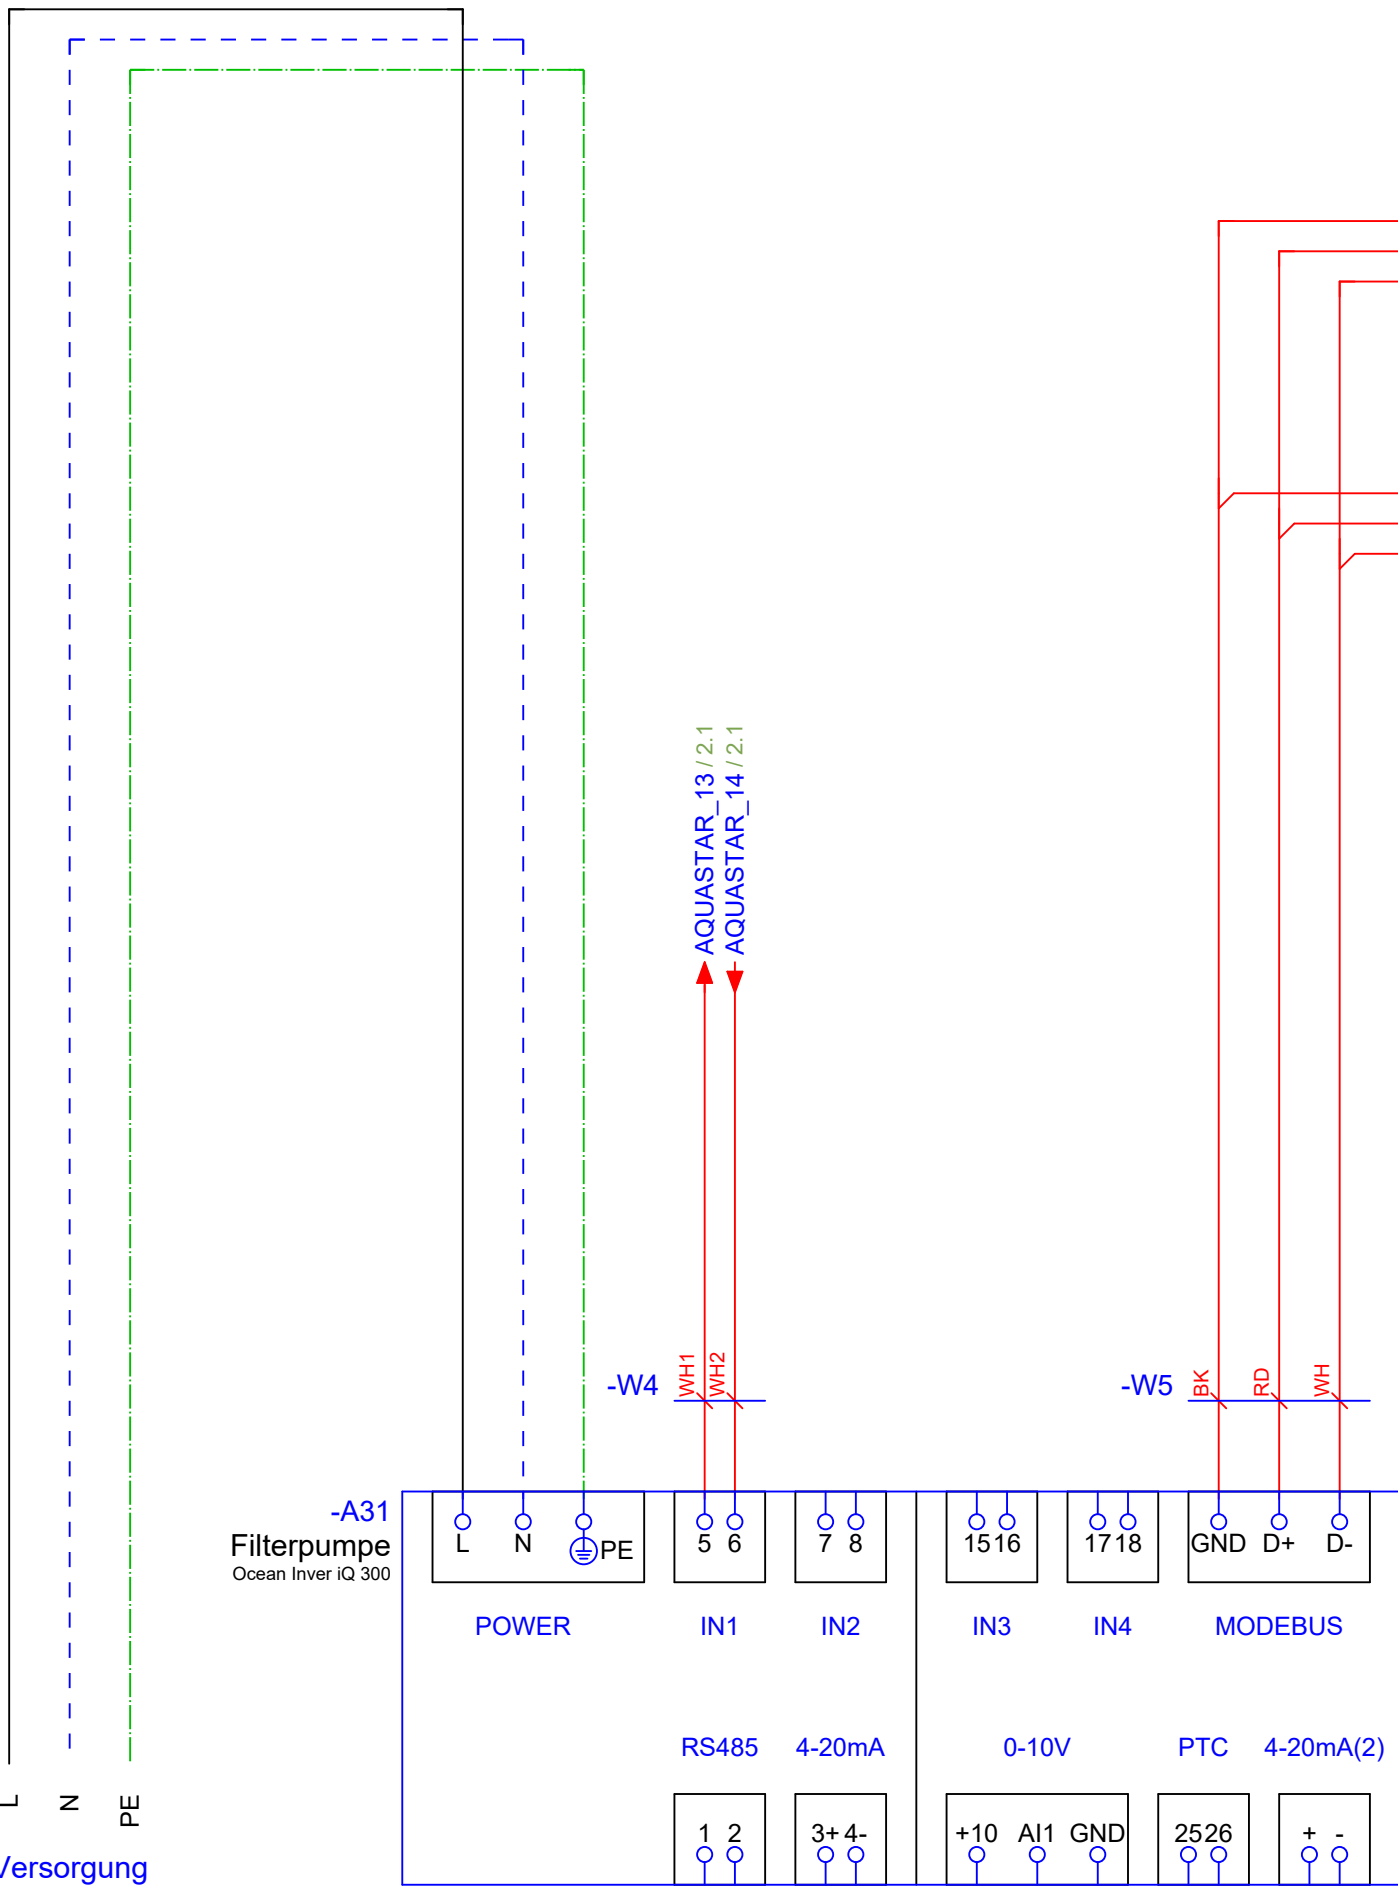 AQUASTAR_13 / 2.1
AQUASTAR_14 / 2.1
-W4
WH1
WH2
-W5
BK
RD
WH
-A31
Filterpumpe
Ocean Inver iQ 300
L N PE
5 6
7 8
15 16
17 18
GND D+ D-
POWER
IN1
IN2
IN3
IN4
MODEBUS
RS485
4-20mA
0-10V
PTC
4-20mA(2)
L
N
PE
Versorgung
1 2
3+ 4-
+10 AI1 GND
25 26
+ -